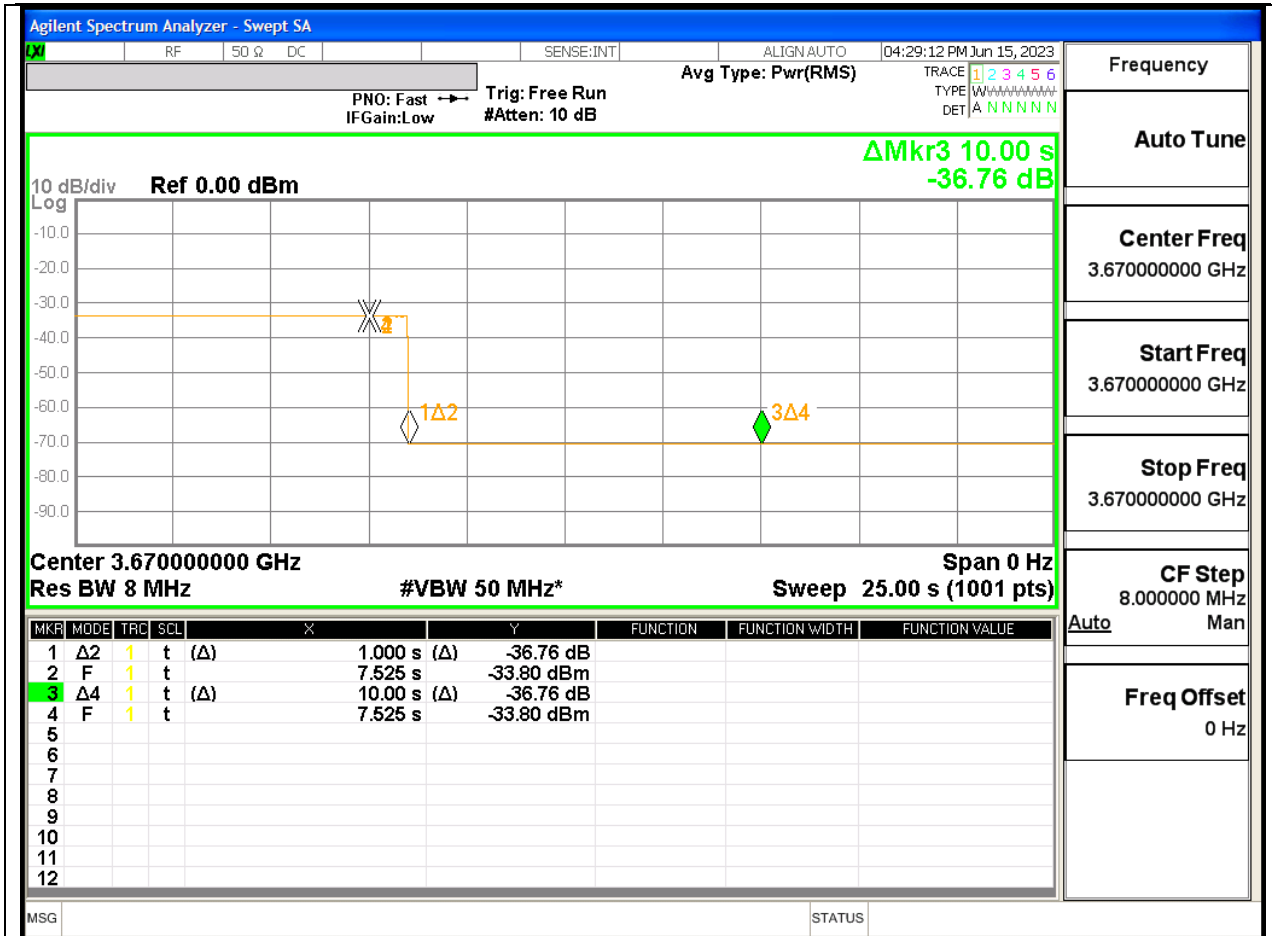 Agilent Spectrum Analyzer - Swept SA
LXI RF 50 Ω DC SENSE:INT ALIGN AUTO 04:29:12 PM Jun 15, 2023
PNO: Fast IFGain:Low
Trig: Free Run #Atten: 10 dB
Avg Type: Pwr(RMS)
TRACE 1 2 3 4 5 6
TYPE W
DET A N N N N N
ΔMkr3 10.00 s
-36.76 dB
10 dB/div Ref 0.00 dBm
Log
-10.0
-20.0
-30.0
-40.0
-50.0
-60.0
-70.0
-80.0
-90.0
1Δ2
3Δ4
Center 3.670000000 GHz Span 0 Hz
Res BW 8 MHz #VBW 50 MHz* Sweep 25.00 s (1001 pts)
MKR MODE TRC SCL X Y FUNCTION FUNCTION WIDTH FUNCTION VALUE
1 Δ2 1 t (Δ) 1.000 s (Δ) -36.76 dB
2 F 1 t 7.525 s -33.80 dBm
3 Δ4 1 t (Δ) 10.00 s (Δ) -36.76 dB
4 F 1 t 7.525 s -33.80 dBm
5
6
7
8
9
10
11
12
MSG STATUS
Frequency
Auto Tune
Center Freq
3.670000000 GHz
Start Freq
3.670000000 GHz
Stop Freq
3.670000000 GHz
CF Step
8.000000 MHz
Auto Man
Freq Offset
0 Hz